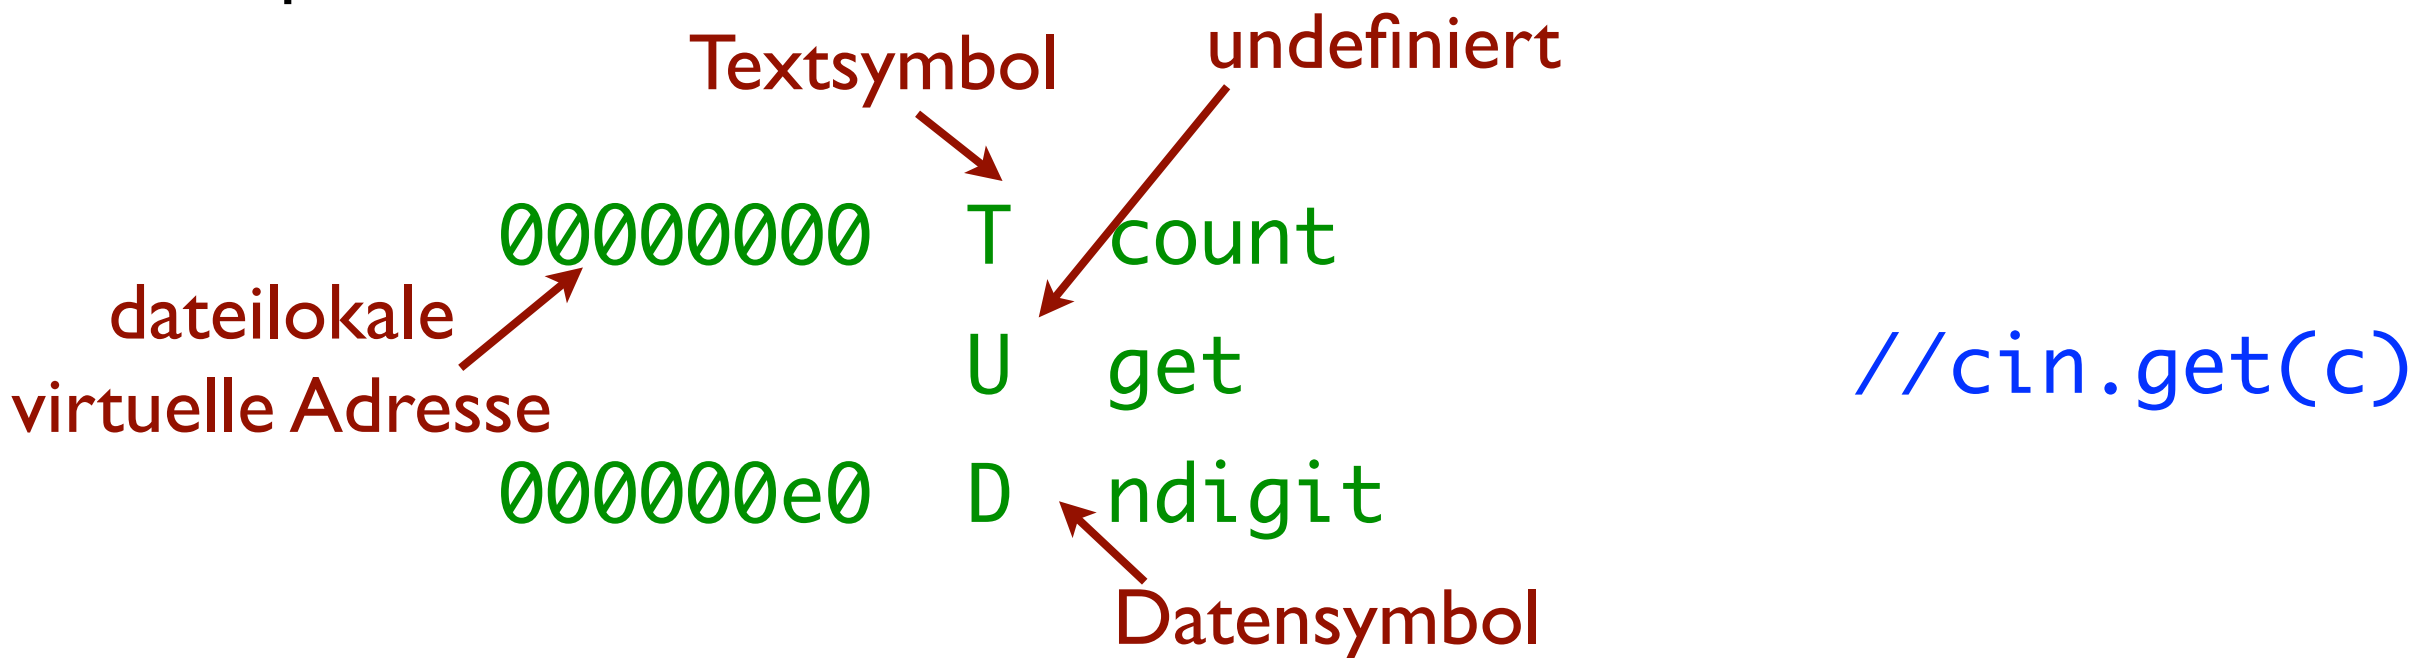 Textsymbol
undefiniert
00000000 T count
dateilokale
virtuelle Adresse
U get //cin.get(c)
000000e0 D ndigit
Datensymbol